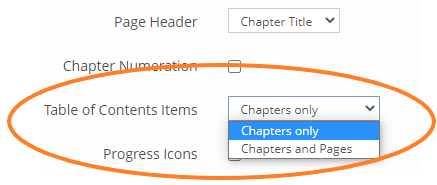 Page Header Chapter Title
Chapter Numeration
Table of Contents Items Chapters only
Chapters only
Chapters and Pages
Progress Icons